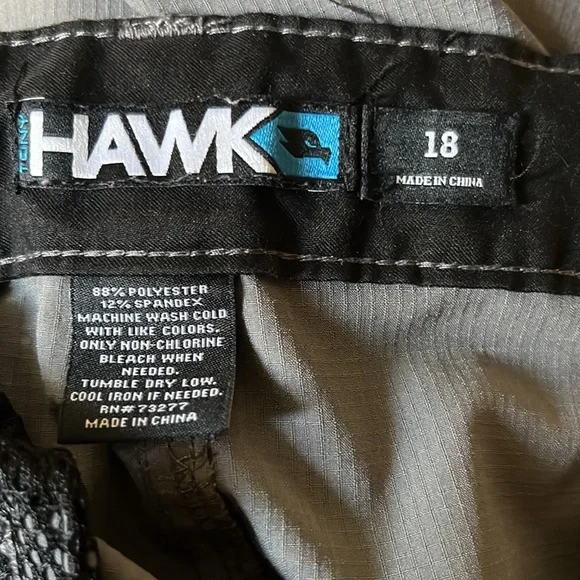 TONY
HAWK
18
MADE IN CHINA
88% POLYESTER
12% SPANDEX
MACHINE WASH COLD
WITH LIKE COLORS.
ONLY NON-CHLORINE
BLEACH WHEN
NEEDED.
TUMBLE DRY LOW.
COOL IRON IF NEEDED.
RN# 73277
MADE IN CHINA